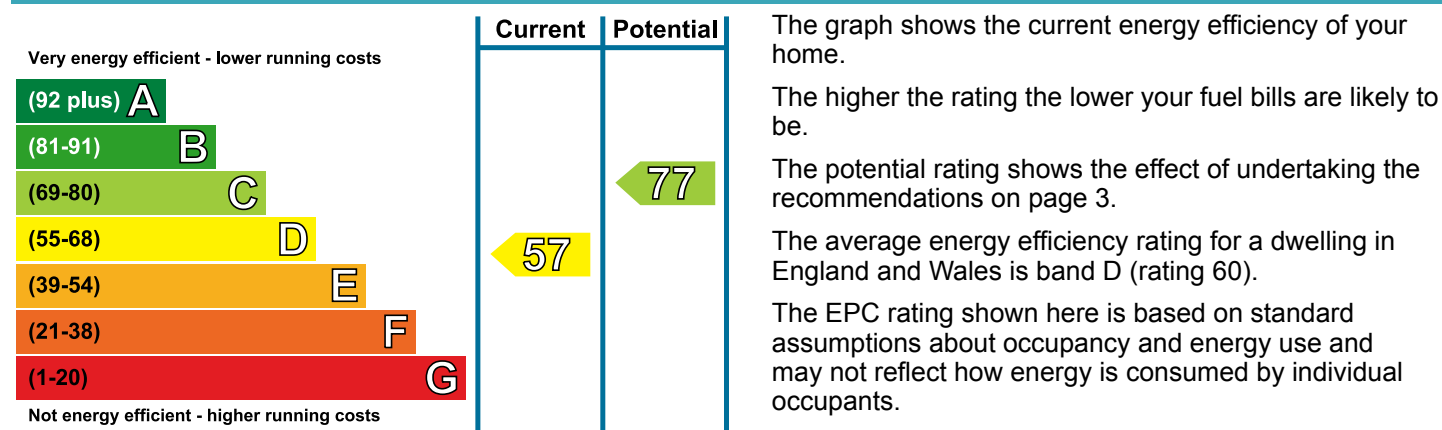 Current Potential
Very energy efficient - lower running costs
(92 plus) A
(81-91) B
(69-80) C
77
(55-68) D
57
(39-54) E
(21-38) F
(1-20) G
Not energy efficient - higher running costs
The graph shows the current energy efficiency of your
home.
The higher the rating the lower your fuel bills are likely to
be.
The potential rating shows the effect of undertaking the
recommendations on page 3.
The average energy efficiency rating for a dwelling in
England and Wales is band D (rating 60).
The EPC rating shown here is based on standard
assumptions about occupancy and energy use and
may not reflect how energy is consumed by individual
occupants.